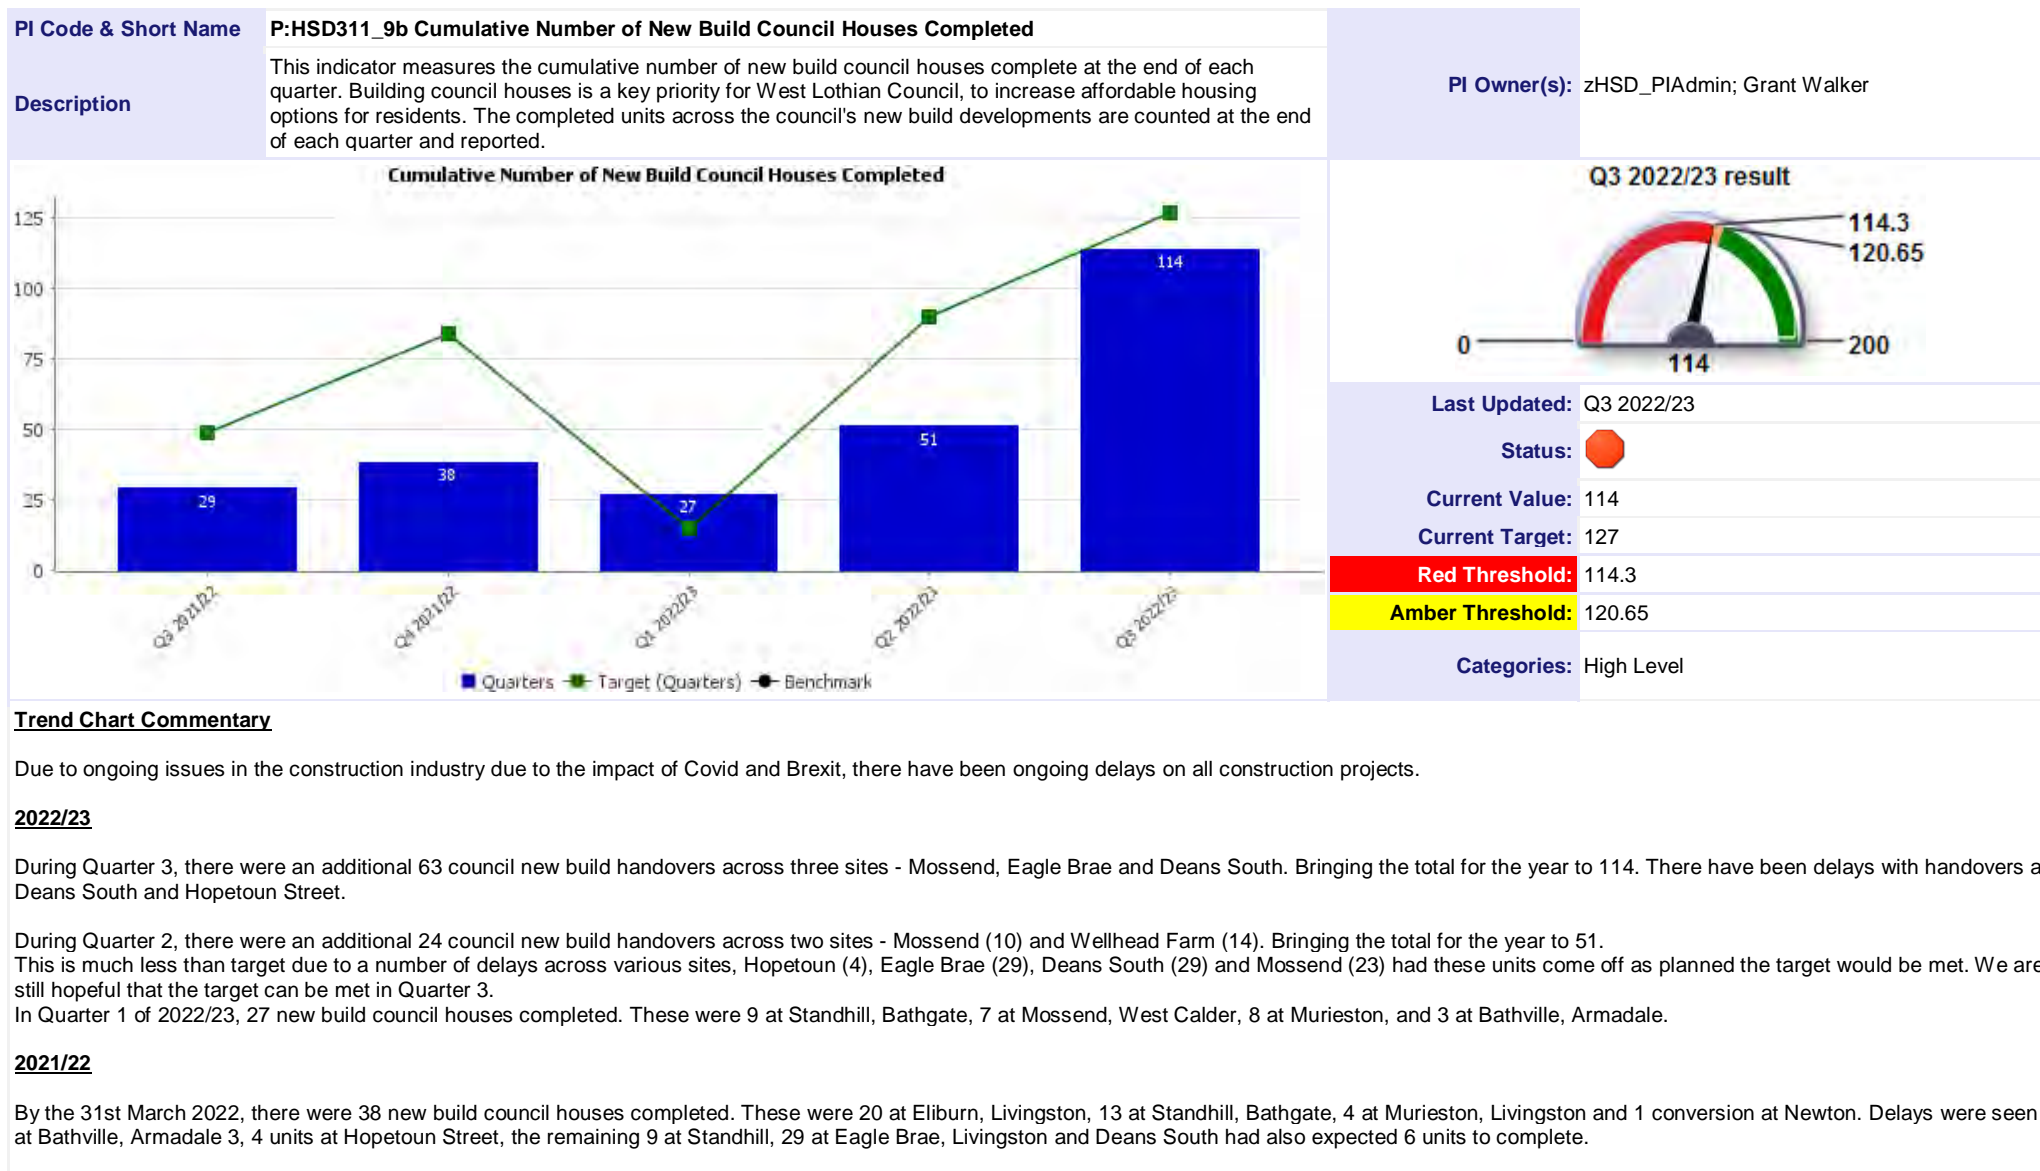 PI Code & Short Name
P:HSD311_9b Cumulative Number of New Build Council Houses Completed
Description
This indicator measures the cumulative number of new build council houses complete at the end of each
quarter. Building council houses is a key priority for West Lothian Council, to increase affordable housing
options for residents. The completed units across the council's new build developments are counted at the end
of each quarter and reported.
PI Owner(s):
zHSD_PIAdmin; Grant Walker
Cumulative Number of New Build Council Houses Completed
125
100
75
50
25
0
29
38
27
51
114
Q3 2021/22
Q4 2021/22
Q1 2022/23
Q2 2022/23
Q3 2022/23
Quarters
Target (Quarters)
Benchmark
Q3 2022/23 result
114.3
120.65
0
200
114
Last Updated: Q3 2022/23
Status:
Current Value: 114
Current Target: 127
Red Threshold: 114.3
Amber Threshold: 120.65
Categories: High Level
Trend Chart Commentary
Due to ongoing issues in the construction industry due to the impact of Covid and Brexit, there have been ongoing delays on all construction projects.
2022/23
During Quarter 3, there were an additional 63 council new build handovers across three sites - Mossend, Eagle Brae and Deans South. Bringing the total for the year to 114. There have been delays with handovers a
Deans South and Hopetoun Street.
During Quarter 2, there were an additional 24 council new build handovers across two sites - Mossend (10) and Wellhead Farm (14). Bringing the total for the year to 51.
This is much less than target due to a number of delays across various sites, Hopetoun (4), Eagle Brae (29), Deans South (29) and Mossend (23) had these units come off as planned the target would be met. We are
still hopeful that the target can be met in Quarter 3.
In Quarter 1 of 2022/23, 27 new build council houses completed. These were 9 at Standhill, Bathgate, 7 at Mossend, West Calder, 8 at Murieston, and 3 at Bathville, Armadale.
2021/22
By the 31st March 2022, there were 38 new build council houses completed. These were 20 at Eliburn, Livingston, 13 at Standhill, Bathgate, 4 at Murieston, Livingston and 1 conversion at Newton. Delays were seen
at Bathville, Armadale 3, 4 units at Hopetoun Street, the remaining 9 at Standhill, 29 at Eagle Brae, Livingston and Deans South had also expected 6 units to complete.